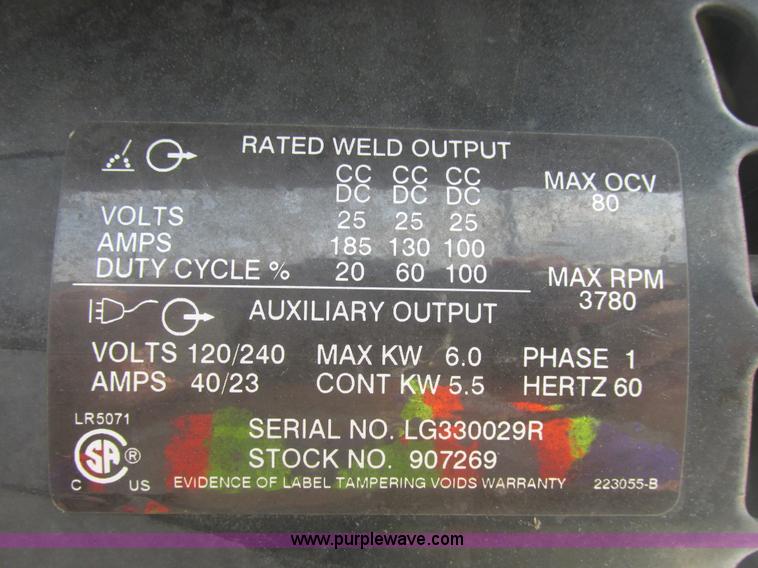 RATED WELD OUTPUT
CC CC CC
DC DC DC
MAX OCV
80
VOLTS 25 25 25
AMPS 185 130 100
DUTY CYCLE % 20 60 100
MAX RPM
3780
AUXILIARY OUTPUT
VOLTS 120/240 MAX KW 6.0 PHASE 1
AMPS 40/23 CONT KW 5.5 HERTZ 60
LR5071
SERIAL NO. LG330029R
SA ®
STOCK NO. 907269
C US
EVIDENCE OF LABEL TAMPERING VOIDS WARRANTY 223055-B
www.purplewave.com